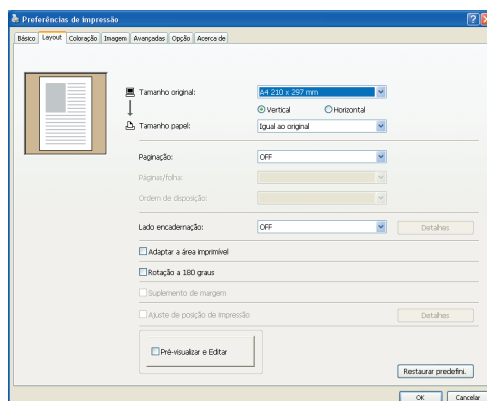 Preferências de impressão
Básico Layout Coloração Imagem Avançadas Opção Acerca de
Tamanho original: A4 210 x 297 mm
Vertical Horizontal
Tamanho papel: Igual ao original
Paginação: OFF
Páginas/folha:
Ordem de disposição:
Lado encadernação: OFF Detalhes
Adaptar a área imprimível
Rotação a 180 graus
Suplemento de margem
Ajuste de posição de impressão Detalhes
Pré-visualizar e Editar
Restaurar predefini.
OK Cancelar